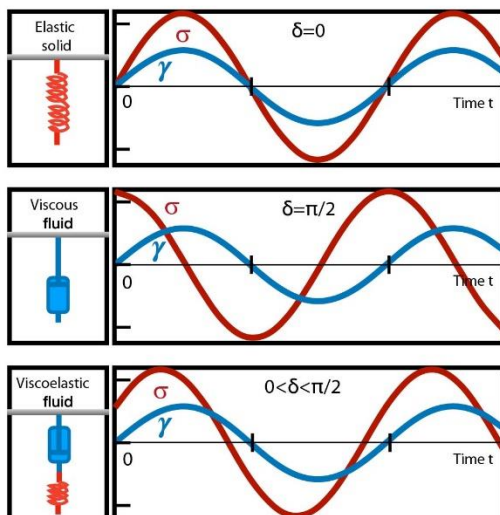 Elastic
solid
δ=0
σ
γ
0
Time t
Viscous
fluid
δ=π/2
σ
γ
0
Time t
Viscoelastic
fluid
0<δ<π/2
σ
γ
0
Time t